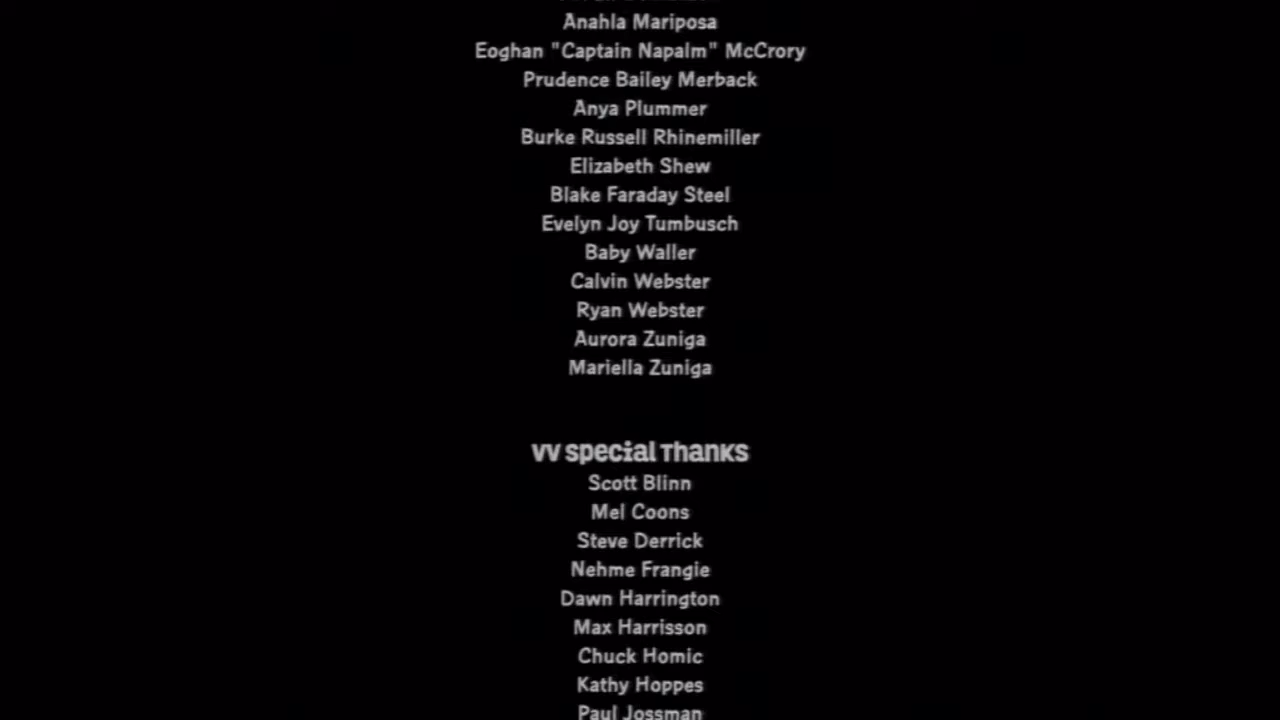 Anahla Mariposa
Eoghan "Captain Napalm" McCrory
Prudence Bailey Merback
Anya Plummer
Burke Russell Rhinemiller
Elizabeth Shew
Blake Faraday Steel
Evelyn Joy Tumbusch
Baby Waller
Calvin Webster
Ryan Webster
Aurora Zuniga
Mariella Zuniga
VV Special Thanks
Scott Blinn
Mel Coons
Steve Derrick
Nehme Frangie
Dawn Harrington
Max Harrisson
Chuck Homic
Kathy Hoppes
Paul Jossman